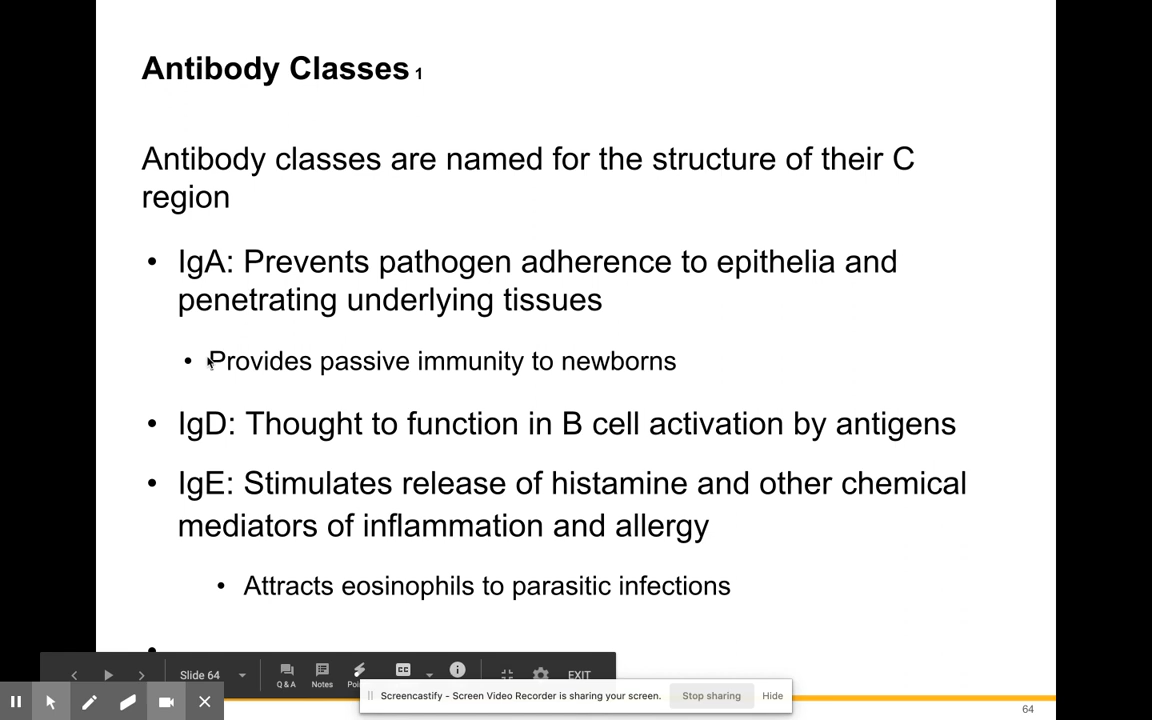 Antibody Classes 1
Antibody classes are named for the structure of their C
region
• IgA: Prevents pathogen adherence to epithelia and
penetrating underlying tissues
• Provides passive immunity to newborns
• IgD: Thought to function in B cell activation by antigens
• IgE: Stimulates release of histamine and other chemical
mediators of inflammation and allergy
• Attracts eosinophils to parasitic infections
Slide 64
Q & A Notes CC EXIT
Screencastify - Screen Video Recorder is sharing your screen. Stop sharing Hide
64